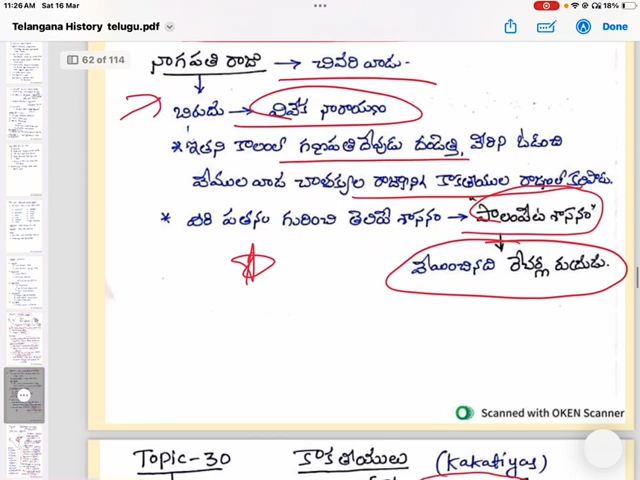 11:26 AM Sat 16 Mar
18%
Telangana History telugu.pdf
Done
62 of 114
నాగపతి రాజు → చివరి వాడు.
బిరుదు → వివేక నారాయణ
* ఇతని కాలంలో గణపతిదేవుడు దండెత్తి, వీరిని ఓడించి
వేములవాడ చాళుక్యుల రాజ్యాన్ని కాకతీయుల రాజ్యంలో కలిపాడు.
* వీరి పతనం గురించి తెలిపే శాసనం → పాలంపేట శాసనం*
వేయించినది రేచర్ల రుద్రుడు.
Scanned with OKEN Scanner
Topic-30 కాకతీయులు (Kakatiyas)